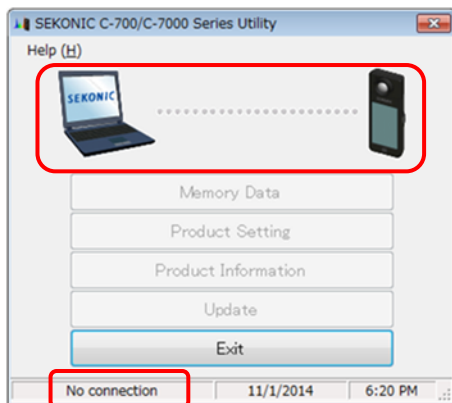 SEKONIC C-700/C-7000 Series Utility
Help (H)
SEKONIC
Memory Data
Product Setting
Product Information
Update
Exit
No connection 11/1/2014 6:20 PM